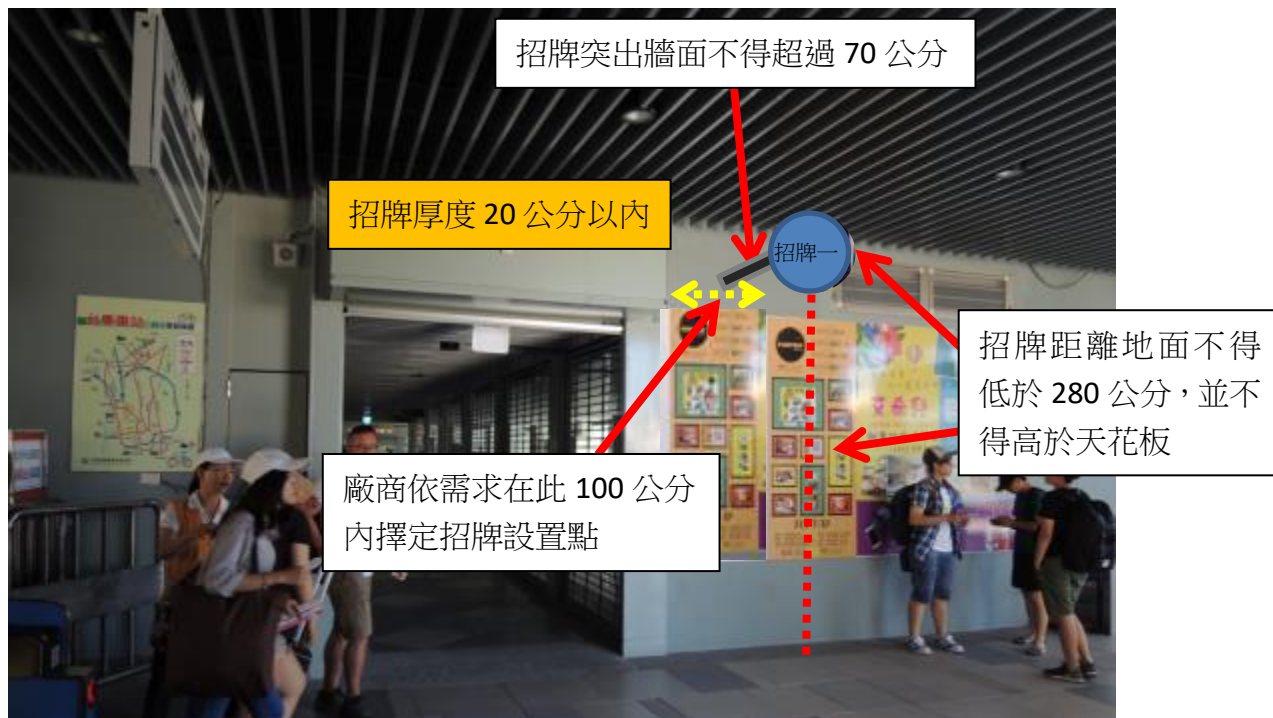 招牌突出牆面不得超過 70 公分
招牌厚度 20 公分以內
招牌一
招牌距離地面不得
低於 280 公分，並不
得高於天花板
廠商依需求在此 100 公分
內擇定招牌設置點